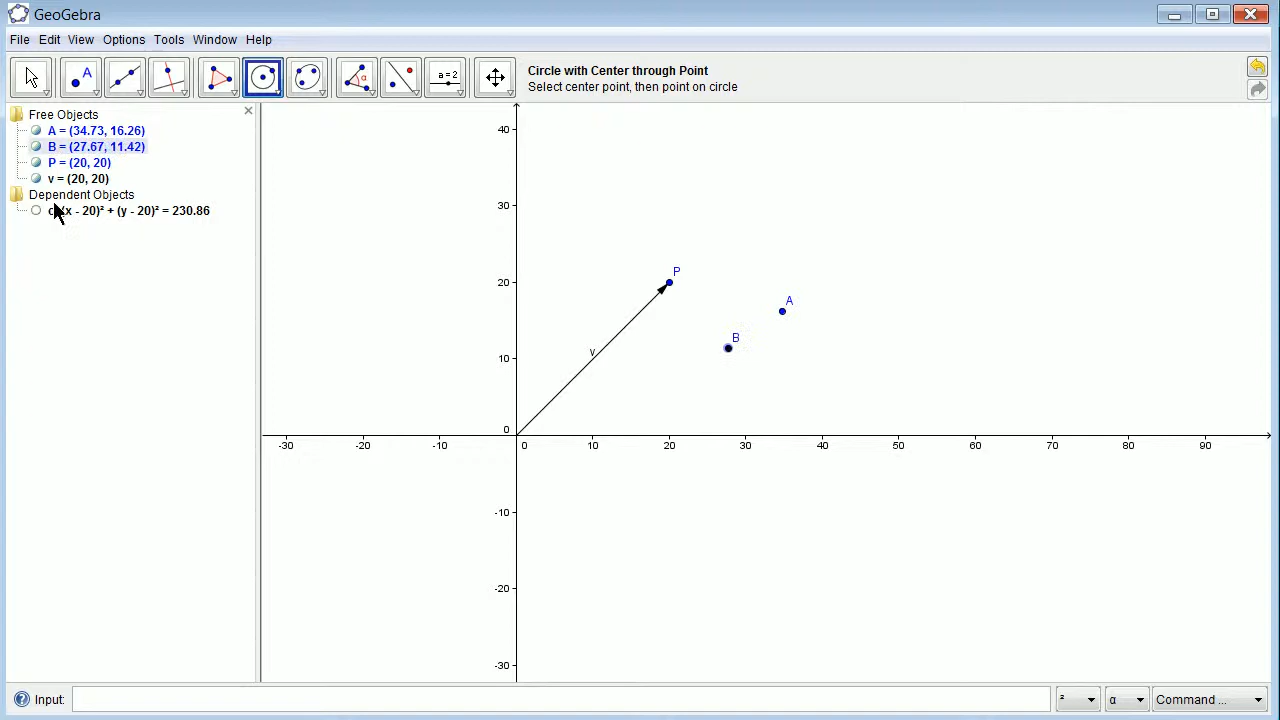 GeoGebra
File Edit View Options Tools Window Help
A
α
a=2
Circle with Center through Point
Select center point, then point on circle
Free Objects
A = (34.73, 16.26)
B = (27.67, 11.42)
P = (20, 20)
v = (20, 20)
Dependent Objects
(x - 20)² + (y - 20)² = 230.86
40
30
20
10
0
-10
-20
-30
P
A
B
v
-30 -20 -10 0 10 20 30 40 50 60 70 80 90
Input:
² α Command ...